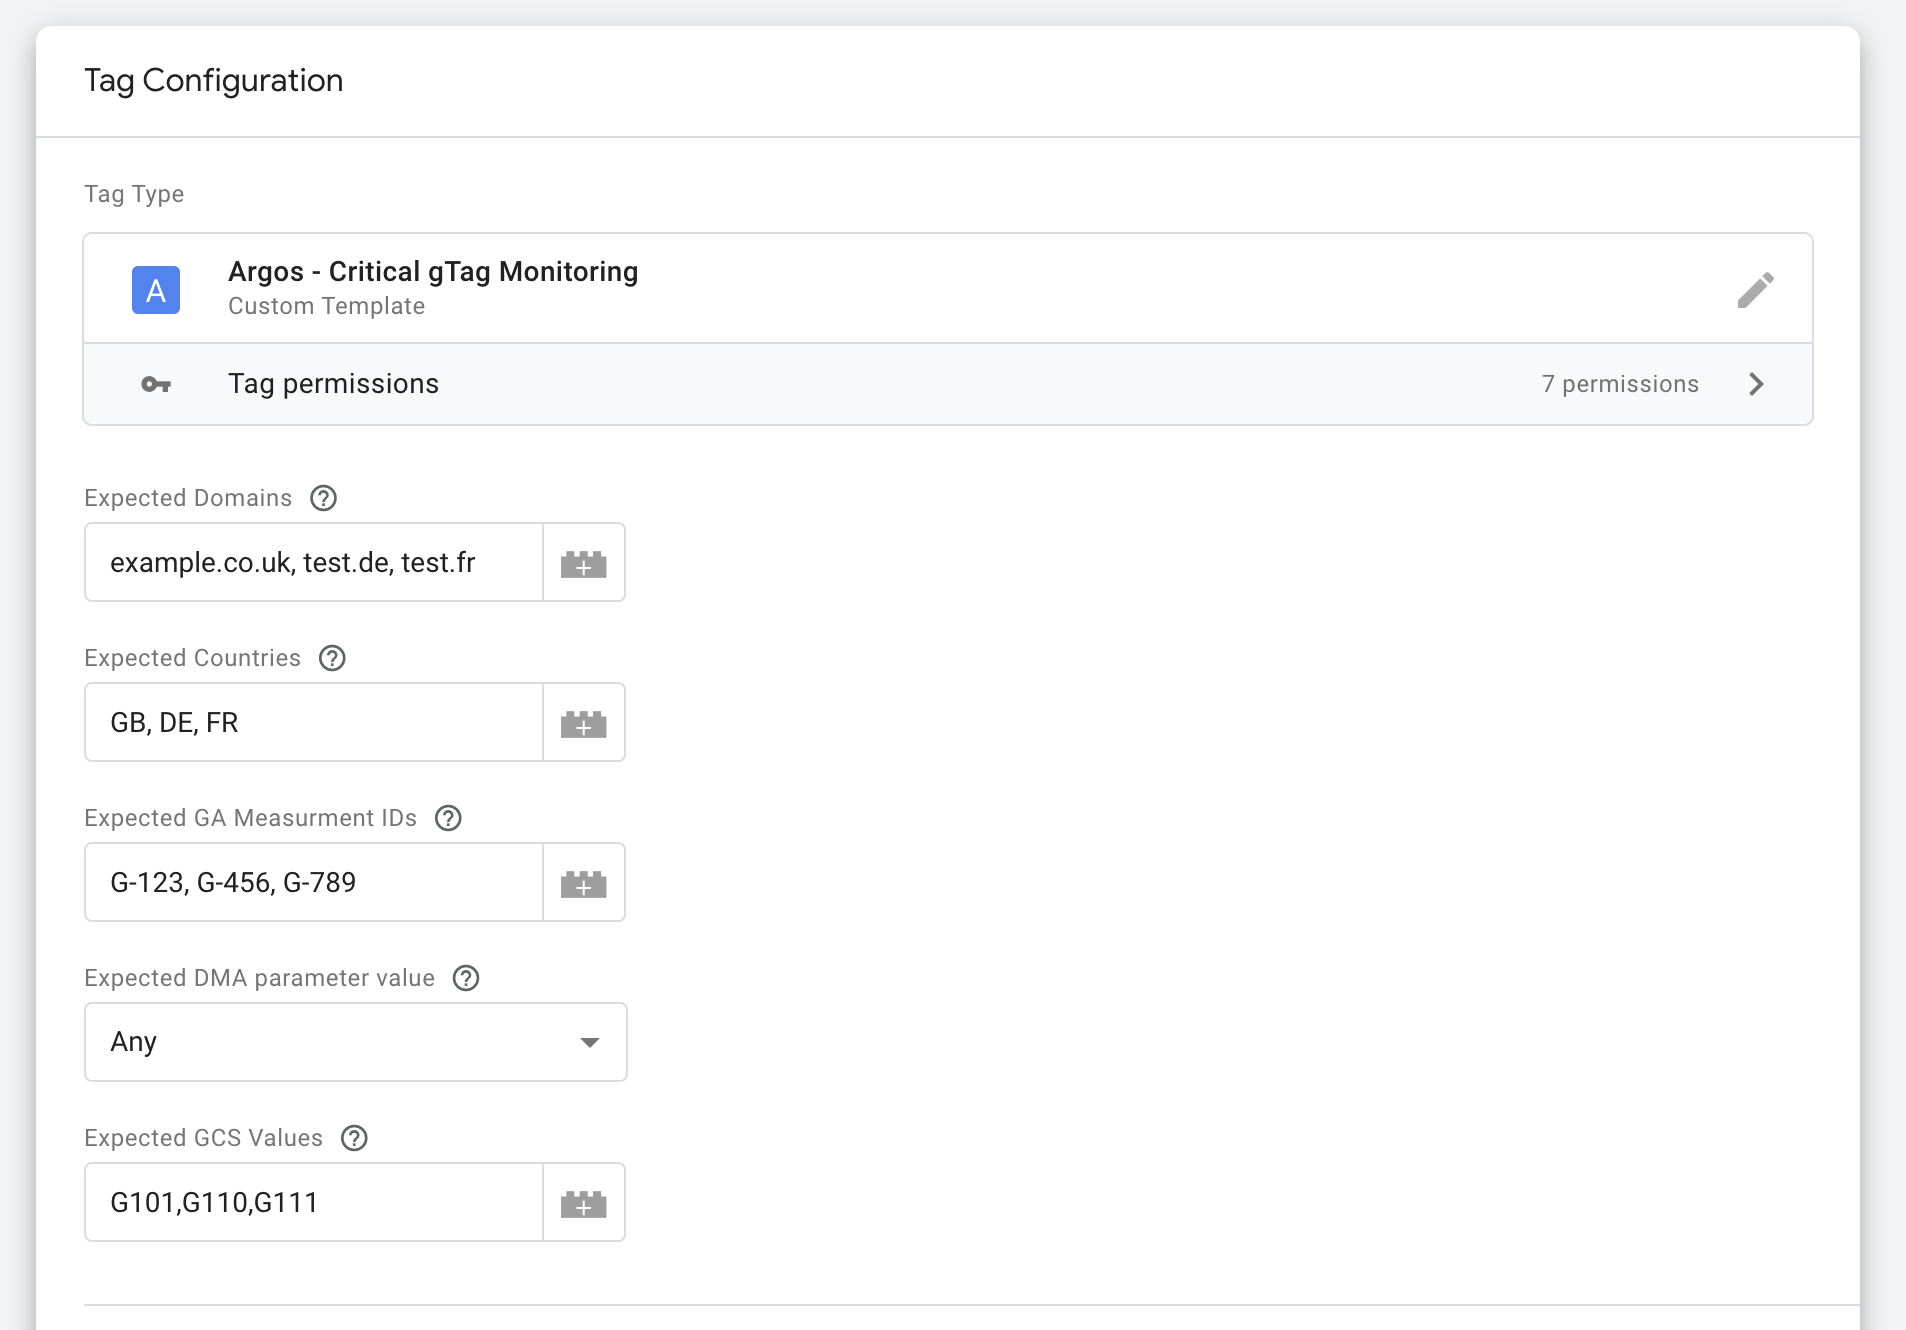 Tag Configuration
Tag Type
A
Argos - Critical gTag Monitoring
Custom Template
Tag permissions
7 permissions
Expected Domains
example.co.uk, test.de, test.fr
Expected Countries
GB, DE, FR
Expected GA Measurment IDs
G-123, G-456, G-789
Expected DMA parameter value
Any
Expected GCS Values
G101,G110,G111